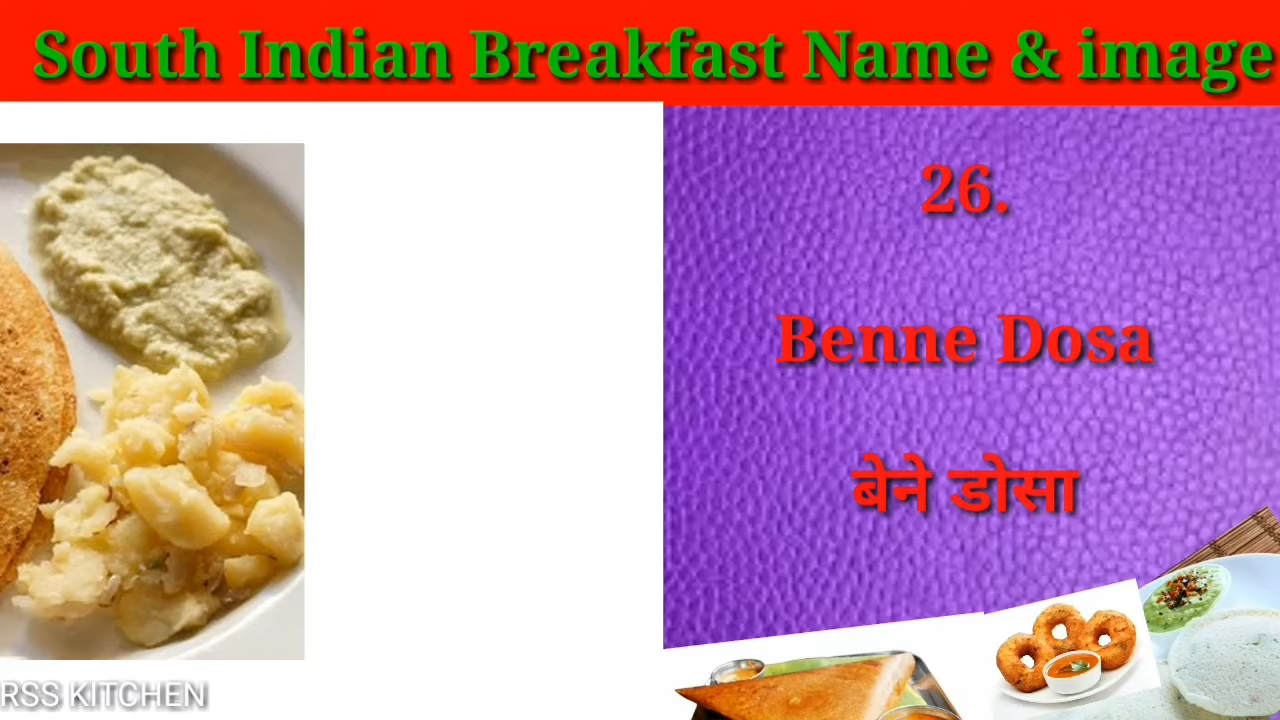 South Indian Breakfast Name & image
26.
Benne Dosa
बेने डोसा
RSS KITCHEN